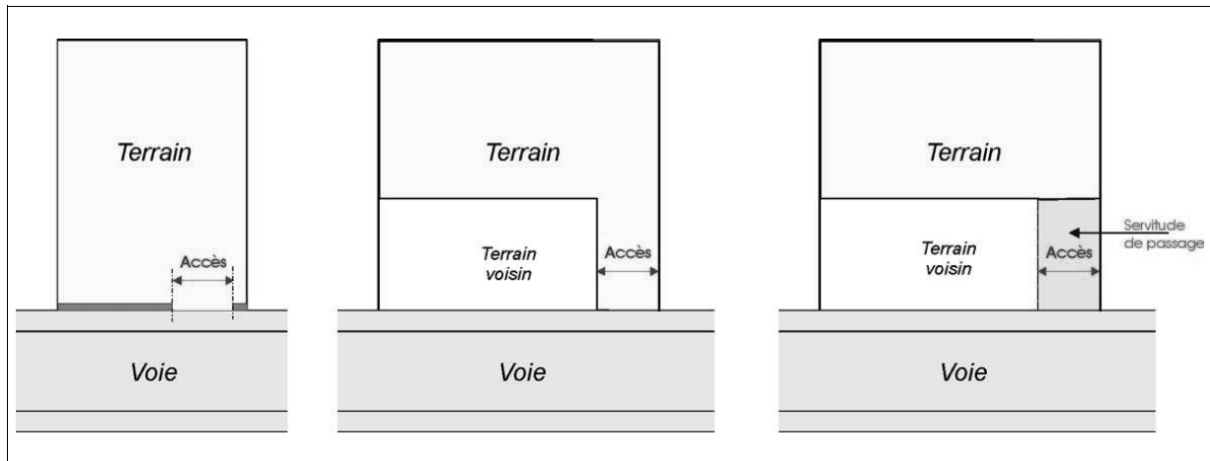 Terrain
Accès
Voie
Terrain
Terrain
voisin
Accès
Voie
Terrain
Terrain
voisin
Accès
Servitude
de passage
Voie